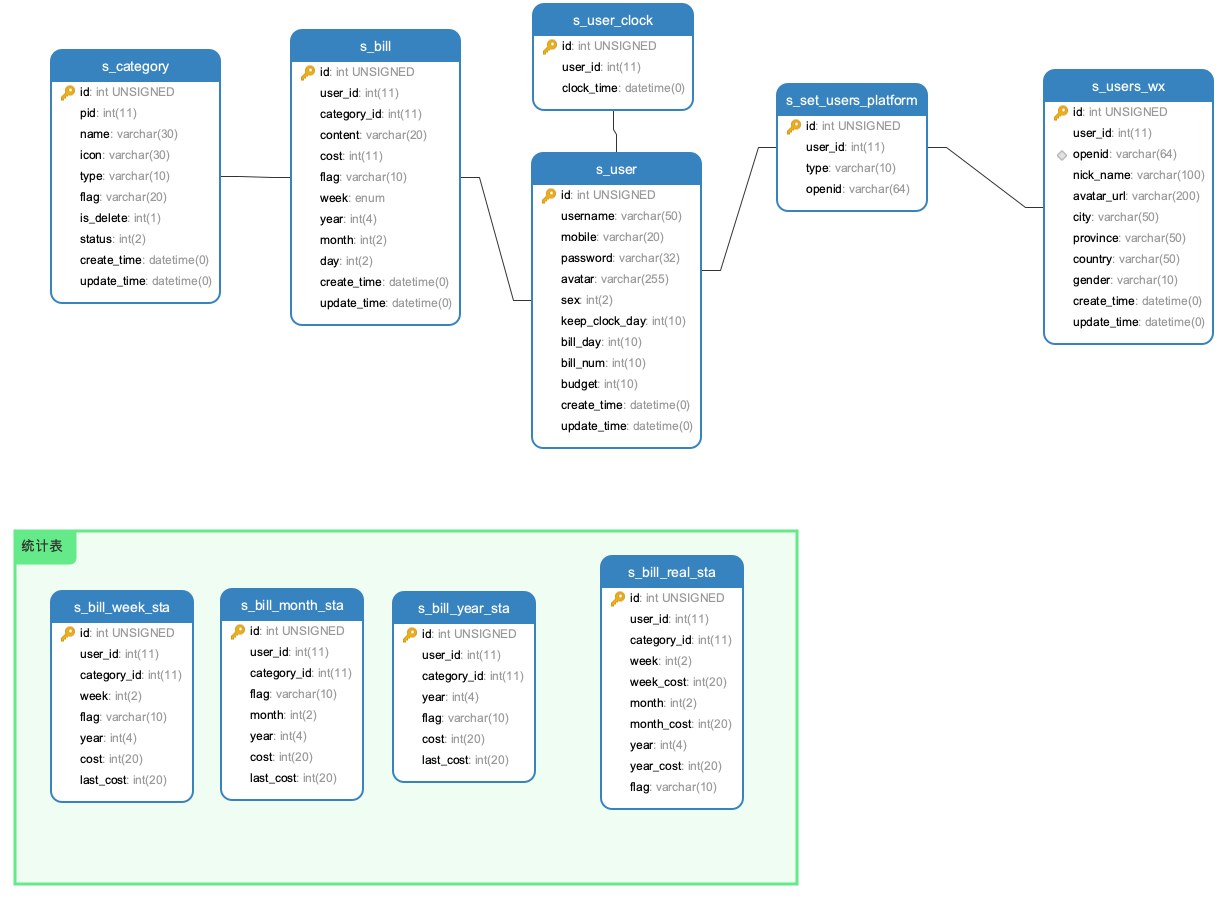 s_category
id: int UNSIGNED
pid: int(11)
name: varchar(30)
icon: varchar(30)
type: varchar(10)
flag: varchar(20)
is_delete: int(1)
status: int(2)
create_time: datetime(0)
update_time: datetime(0)
s_bill
id: int UNSIGNED
user_id: int(11)
category_id: int(11)
content: varchar(20)
cost: int(11)
flag: varchar(10)
week: enum
year: int(4)
month: int(2)
day: int(2)
create_time: datetime(0)
update_time: datetime(0)
s_user_clock
id: int UNSIGNED
user_id: int(11)
clock_time: datetime(0)
s_user
id: int UNSIGNED
username: varchar(50)
mobile: varchar(20)
password: varchar(32)
avatar: varchar(255)
sex: int(2)
keep_clock_day: int(10)
bill_day: int(10)
bill_num: int(10)
budget: int(10)
create_time: datetime(0)
update_time: datetime(0)
s_set_users_platform
id: int UNSIGNED
user_id: int(11)
type: varchar(10)
openid: varchar(64)
s_users_wx
id: int UNSIGNED
user_id: int(11)
openid: varchar(64)
nick_name: varchar(100)
avatar_url: varchar(200)
city: varchar(50)
province: varchar(50)
country: varchar(50)
gender: varchar(10)
create_time: datetime(0)
update_time: datetime(0)
统计表
s_bill_week_sta
id: int UNSIGNED
user_id: int(11)
category_id: int(11)
week: int(2)
flag: varchar(10)
year: int(4)
cost: int(20)
last_cost: int(20)
s_bill_month_sta
id: int UNSIGNED
user_id: int(11)
category_id: int(11)
flag: varchar(10)
month: int(2)
year: int(4)
cost: int(20)
last_cost: int(20)
s_bill_year_sta
id: int UNSIGNED
user_id: int(11)
category_id: int(11)
year: int(4)
flag: varchar(10)
cost: int(20)
last_cost: int(20)
s_bill_real_sta
id: int UNSIGNED
user_id: int(11)
category_id: int(11)
week: int(2)
week_cost: int(20)
month: int(2)
month_cost: int(20)
year: int(4)
year_cost: int(20)
flag: varchar(10)